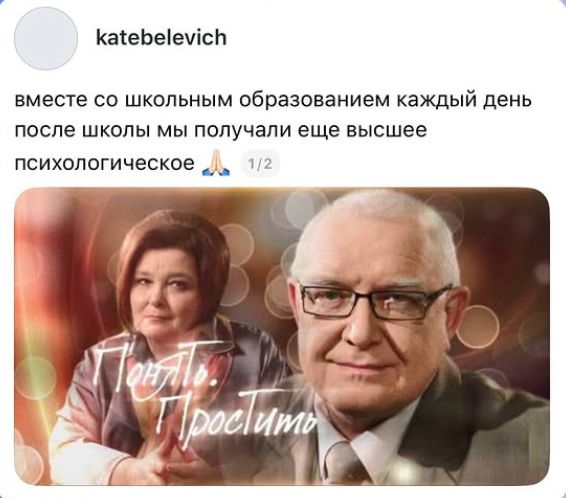 katebelevich
вместе со школьным образованием каждый день
после школы мы получали еще высшее
психологическое 🙏🏻 1/2
Понять.
Простить